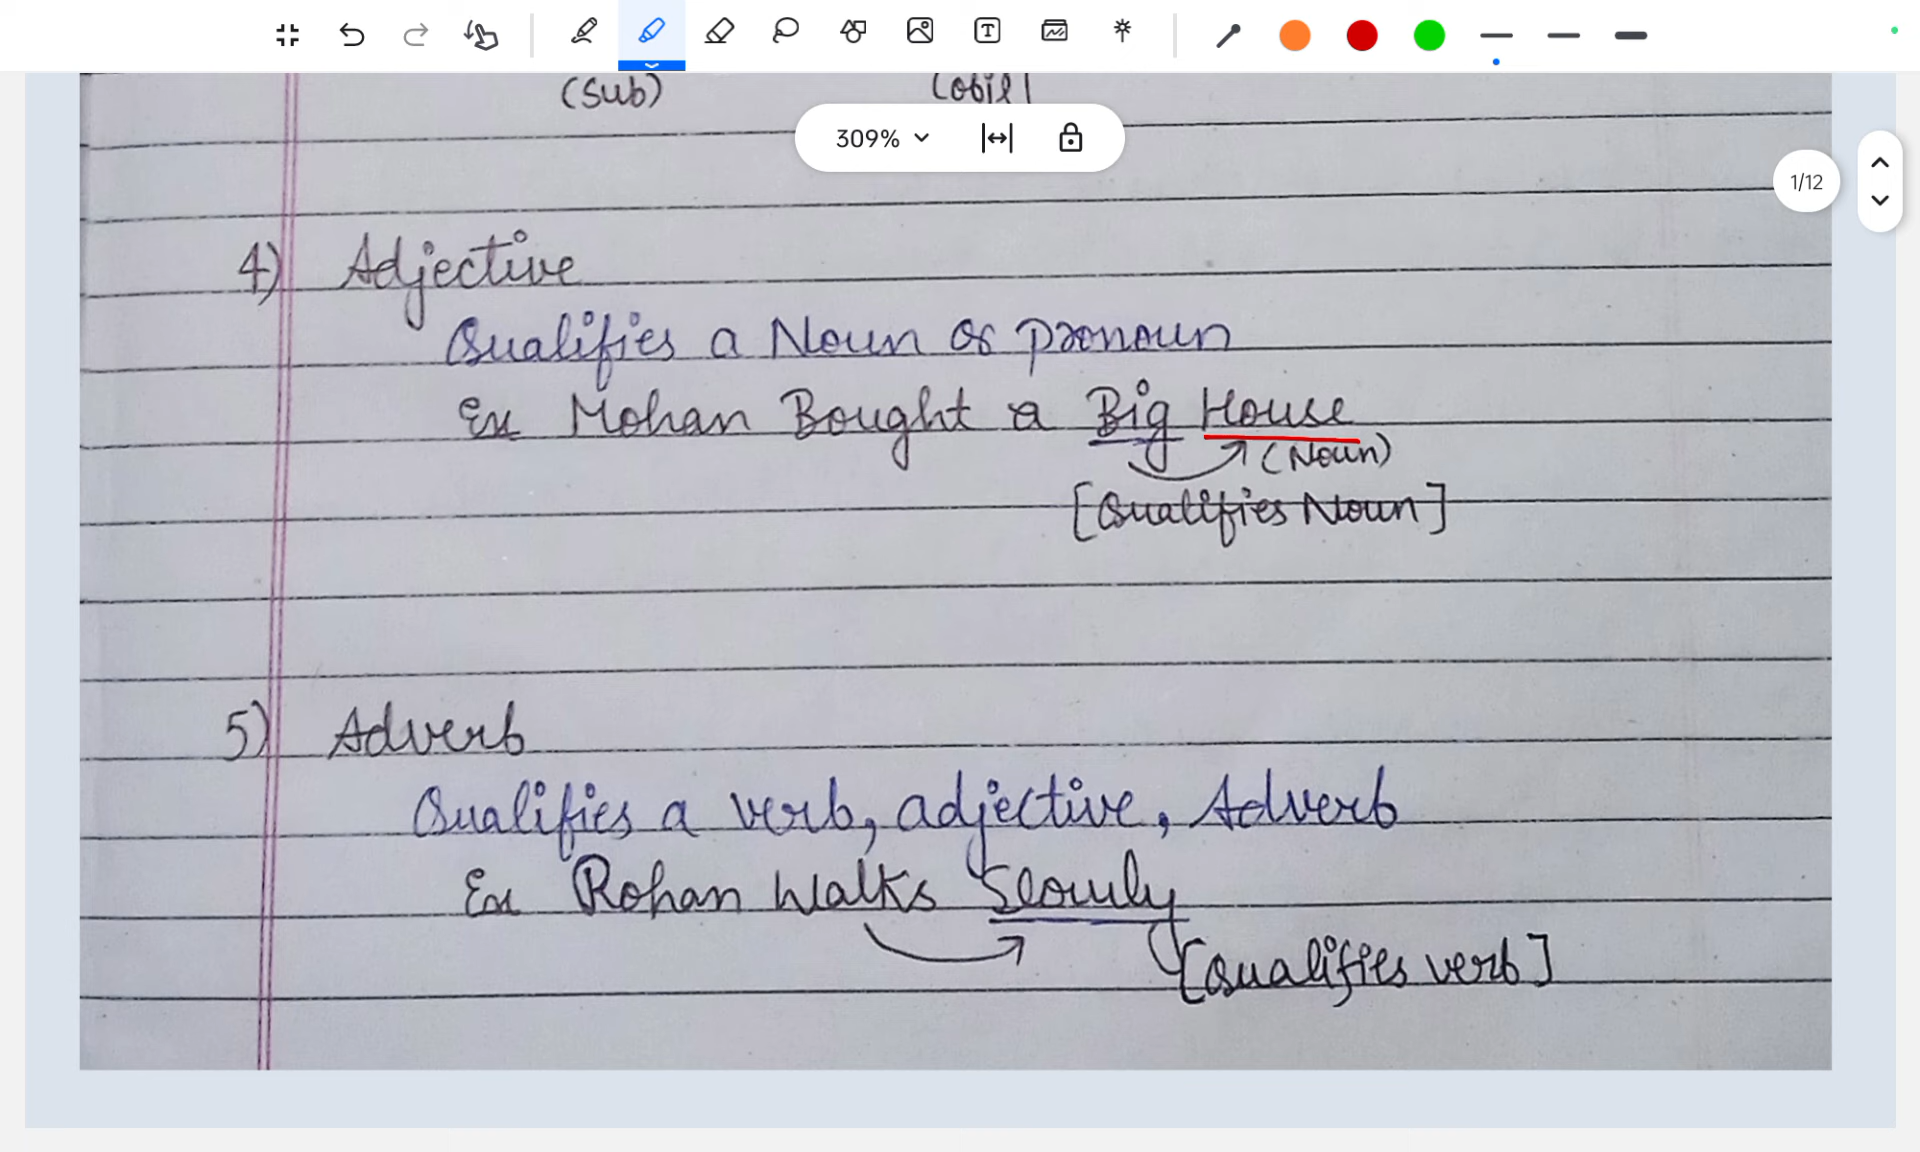 (Sub) (obje)
309%
1/12
4) Adjective
Qualifies a Noun or pronoun
Ex Mohan Bought a Big House
(Noun)
[Qualifies Noun]
5) Adverb
Qualifies a verb, adjective, Adverb
Ex Rohan Walks Slowly
[Qualifies verb]